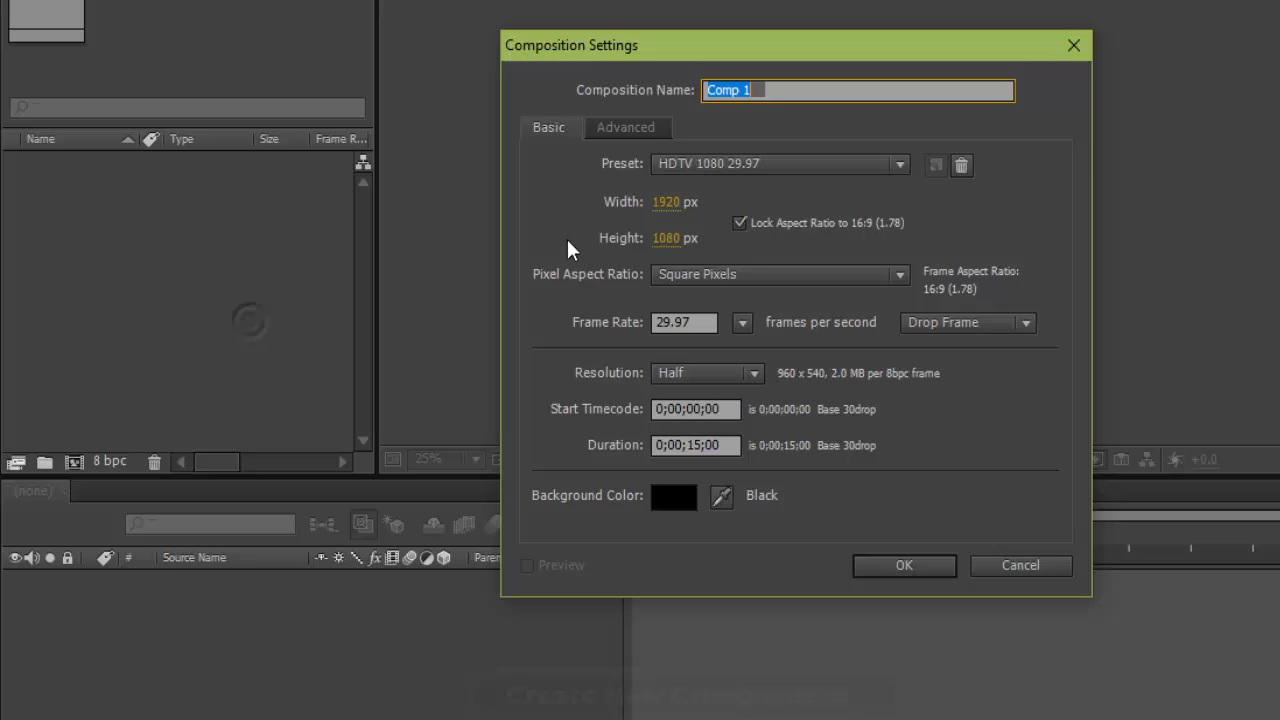 Composition Settings
Composition Name: Comp 1
Basic
Advanced
Preset: HDTV 1080 29.97
Width: 1920 px
Lock Aspect Ratio to 16:9 (1.78)
Height: 1080 px
Pixel Aspect Ratio: Square Pixels
Frame Aspect Ratio:
16:9 (1.78)
Frame Rate: 29.97 frames per second Drop Frame
Resolution: Half 960 x 540, 2.0 MB per 8bpc frame
Start Timecode: 0;00;00;00 is 0;00;00;00 Base 30drop
Duration: 0;00;15;00 is 0;00;15;00 Base 30drop
Background Color: Black
Preview
OK
Cancel
Name Type Size Frame R...
8 bpc
25%
+0.0
(none)
# Source Name fx Paren
Create New Composition